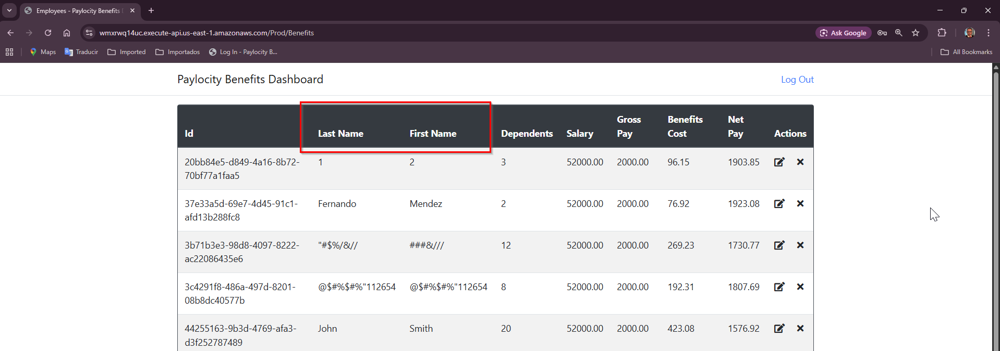 Employees - Paylocity Benefits
wmxrwq14uc.execute-api.us-east-1.amazonaws.com/Prod/Benefits
Ask Google
Maps
Traducir
Imported
Importados
Log In - Paylocity B...
All Bookmarks
Paylocity Benefits Dashboard
Log Out
Id Last Name First Name Dependents Salary Gross Pay Benefits Cost Net Pay Actions
20bb84e5-d849-4a16-8b72- 1 2 3 52000.00 2000.00 96.15 1903.85
70bf77a1faa5
37e33a5d-69e7-4d45-91c1- Fernando Mendez 2 52000.00 2000.00 76.92 1923.08
afd13b288fc8
3b71b3e3-98d8-4097-8222- "#$%/&// ###&/// 12 52000.00 2000.00 269.23 1730.77
ac22086435e6
3c4291f8-486a-497d-8201- @$#%$#%"112654 @$#%$#%"112654 8 52000.00 2000.00 192.31 1807.69
08b8dc40577b
44255163-9b3d-4769-afa3- John Smith 20 52000.00 2000.00 423.08 1576.92
d3f252787489